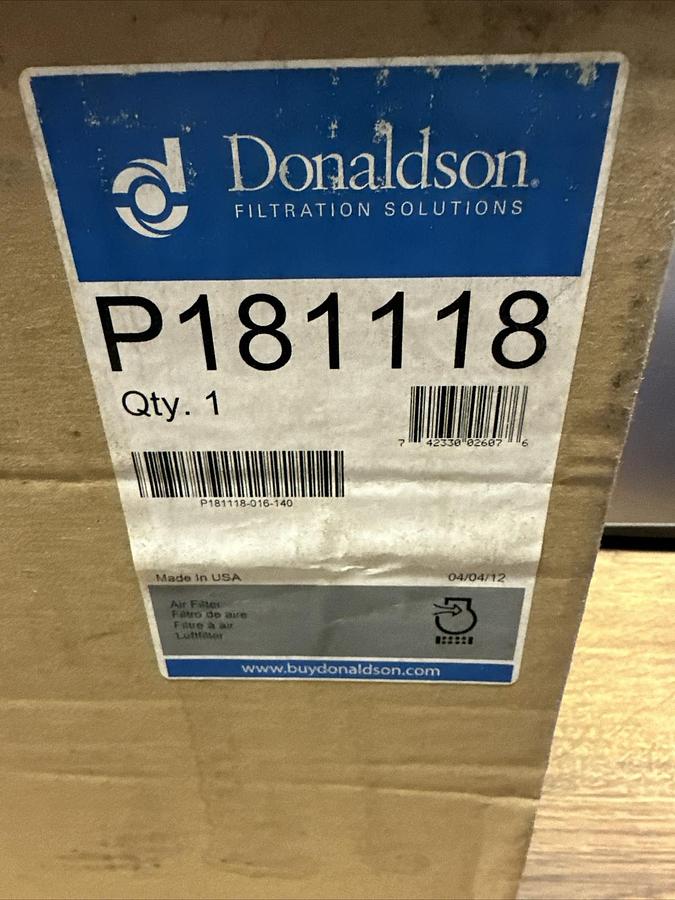 Donaldson®
FILTRATION SOLUTIONS
P181118
Qty. 1
7 42330 02607 6
P181118-016-140
Made In USA 04/04/12
Air Filter
Filtro de aire
Filtre à air
Luftfilter
www.buydonaldson.com